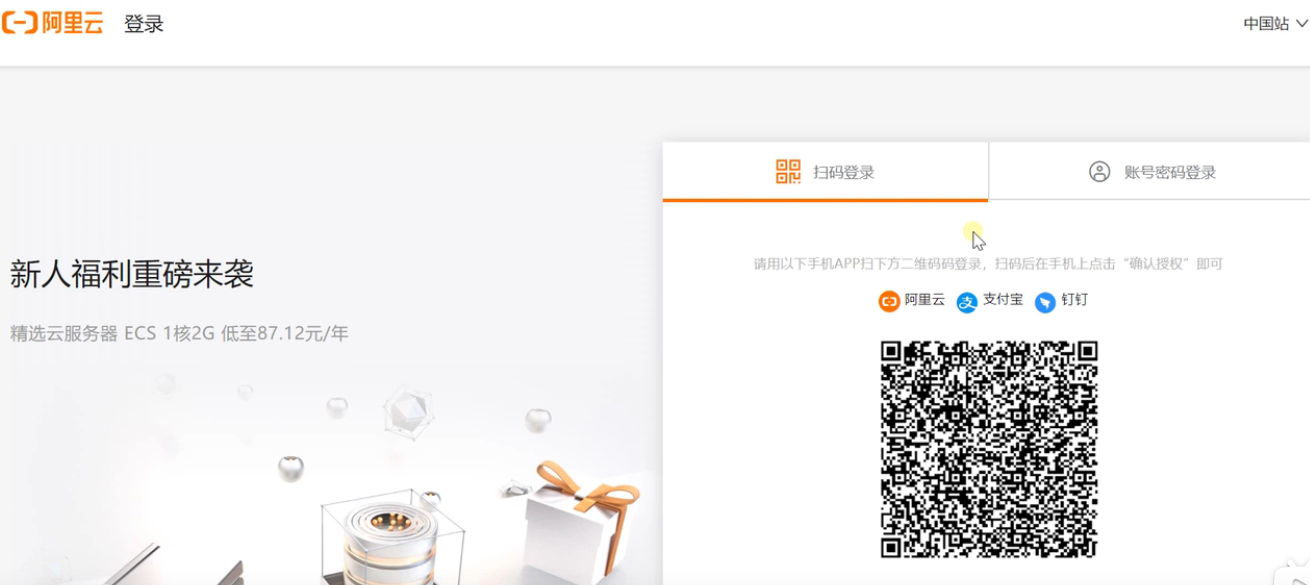 阿里云 登录
中国站
扫码登录
账号密码登录
请用以下手机APP扫下方二维码码登录，扫码后在手机上点击“确认授权”即可
阿里云 支付宝 钉钉
新人福利重磅来袭
精选云服务器 ECS 1核2G 低至87.12元/年